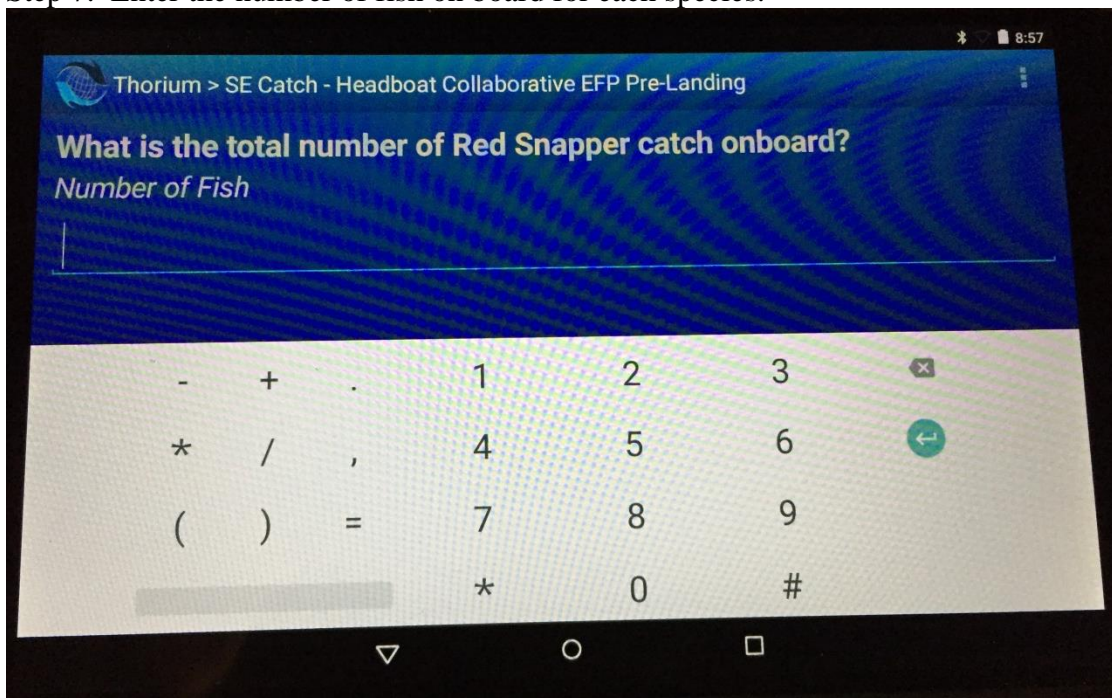 Step 7: Enter the number of fish on board for each species.
8:57
Thorium > SE Catch - Headboat Collaborative EFP Pre-Landing
What is the total number of Red Snapper catch onboard?
Number of Fish
- + . 1 2 3
* / , 4 5 6
( ) = 7 8 9
* 0 #